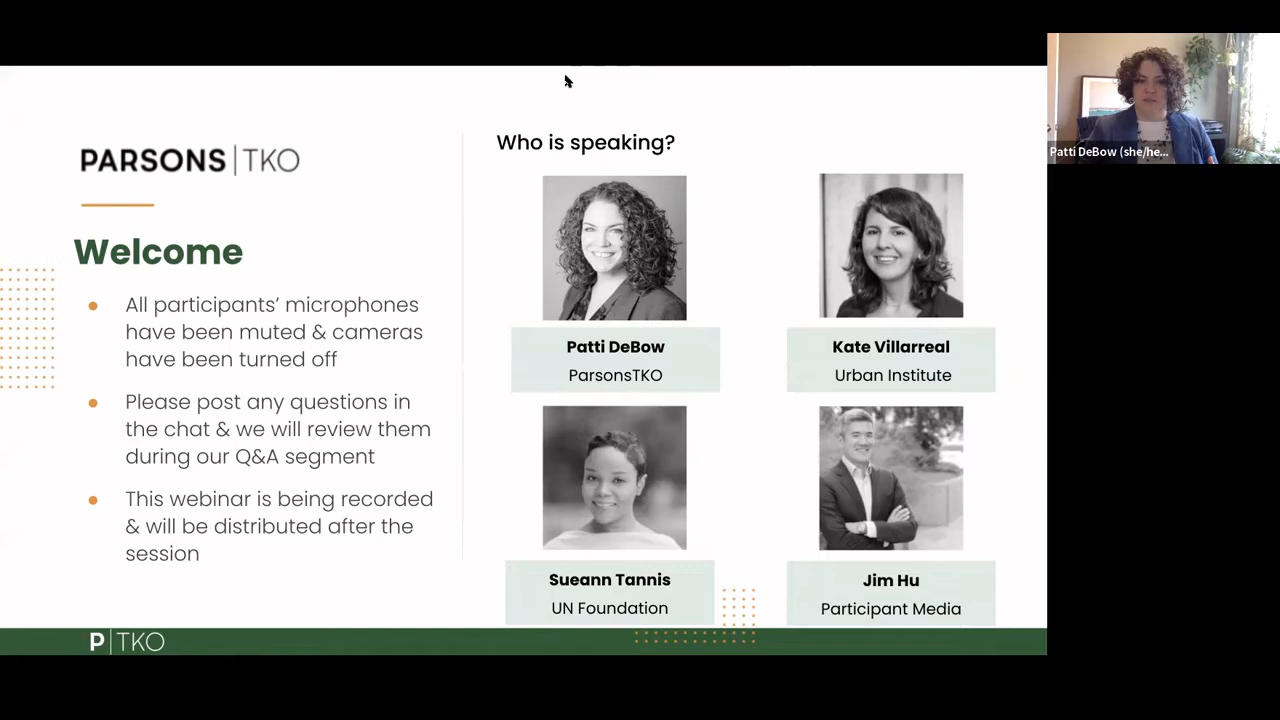 PARSONS|TKO
Welcome
All participants’ microphones
have been muted & cameras
have been turned off
Please post any questions in
the chat & we will review them
during our Q&A segment
This webinar is being recorded
& will be distributed after the
session
Who is speaking?
Patti DeBow
ParsonsTKO
Kate Villarreal
Urban Institute
Sueann Tannis
UN Foundation
Jim Hu
Participant Media
P|TKO
Patti DeBow (she/he...